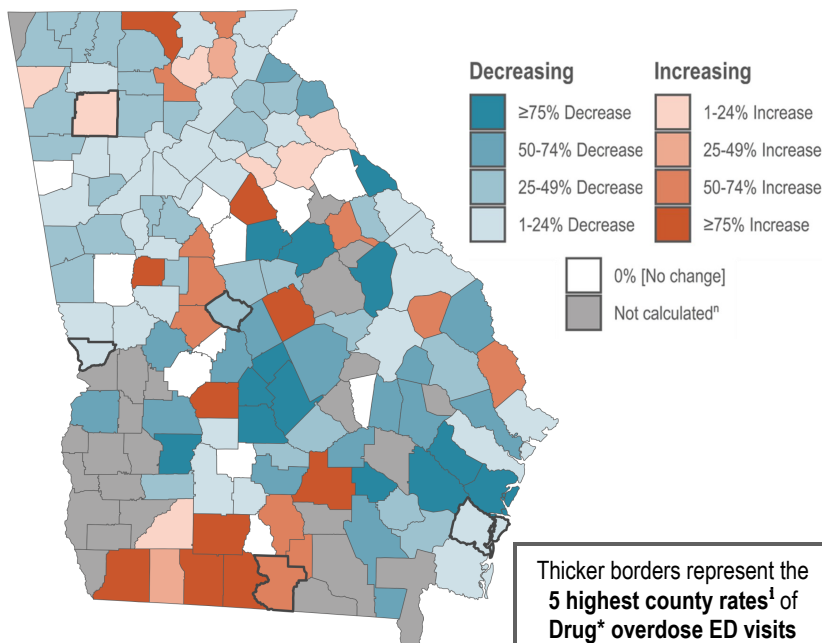 Decreasing
≥75% Decrease
50-74% Decrease
25-49% Decrease
1-24% Decrease
Increasing
1-24% Increase
25-49% Increase
50-74% Increase
≥75% Increase
0% [No change]
Not calculatedⁿ
Thicker borders represent the
5 highest county rates¹ of
Drug* overdose ED visits